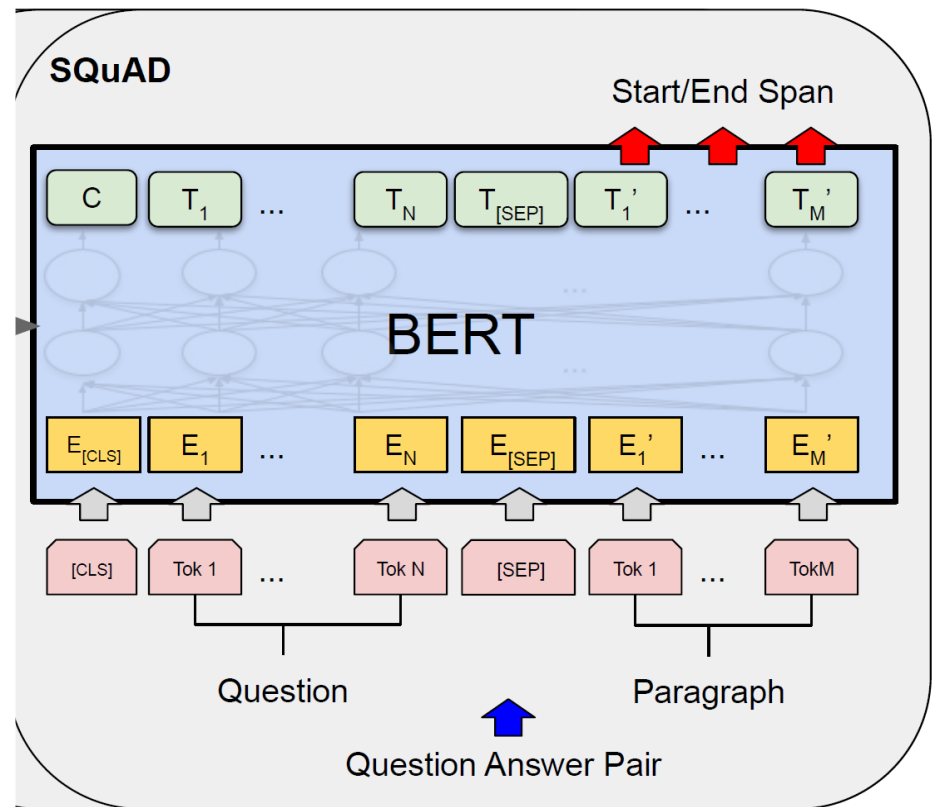 SQuAD
Start/End Span
C T1 ... TN T[SEP] T1’ ... TM’
...
BERT
...
E[CLS] E1 ... EN E[SEP] E1’ ... EM’
[CLS] Tok 1 ... Tok N [SEP] Tok 1 ... TokM
Question Paragraph
Question Answer Pair